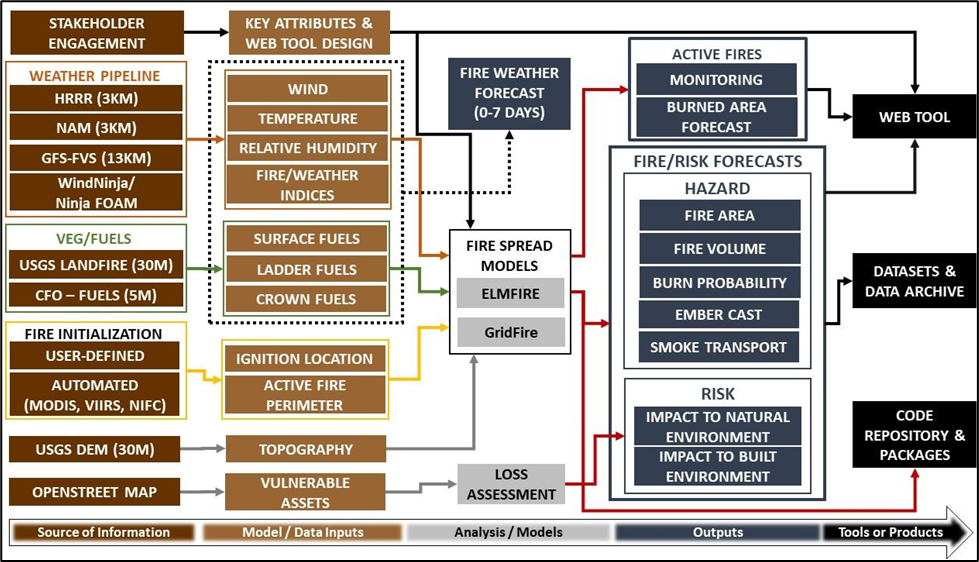 STAKEHOLDER
ENGAGEMENT
KEY ATTRIBUTES &
WEB TOOL DESIGN
WEATHER PIPELINE
HRRR (3KM)
NAM (3KM)
GFS-FVS (13KM)
WindNinja/
Ninja FOAM
WIND
TEMPERATURE
RELATIVE HUMIDITY
FIRE/WEATHER
INDICES
FIRE WEATHER
FORECAST
(0-7 DAYS)
ACTIVE FIRES
MONITORING
BURNED AREA
FORECAST
WEB TOOL
VEG/FUELS
USGS LANDFIRE (30M)
CFO – FUELS (5M)
SURFACE FUELS
LADDER FUELS
CROWN FUELS
FIRE SPREAD
MODELS
ELMFIRE
GridFire
FIRE/RISK FORECASTS
HAZARD
FIRE AREA
FIRE VOLUME
BURN PROBABILITY
EMBER CAST
SMOKE TRANSPORT
DATASETS &
DATA ARCHIVE
FIRE INITIALIZATION
USER-DEFINED
AUTOMATED
(MODIS, VIIRS, NIFC)
IGNITION LOCATION
ACTIVE FIRE
PERIMETER
RISK
IMPACT TO NATURAL
ENVIRONMENT
IMPACT TO BUILT
ENVIRONMENT
CODE
REPOSITORY &
PACKAGES
USGS DEM (30M)
TOPOGRAPHY
OPENSTREET MAP
VULNERABLE
ASSETS
LOSS
ASSESSMENT
Source of Information
Model / Data Inputs
Analysis / Models
Outputs
Tools or Products